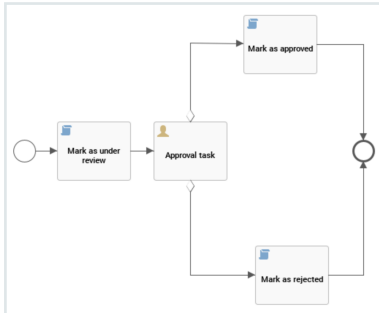 Mark as approved
Mark as under
review
Approval task
Mark as rejected